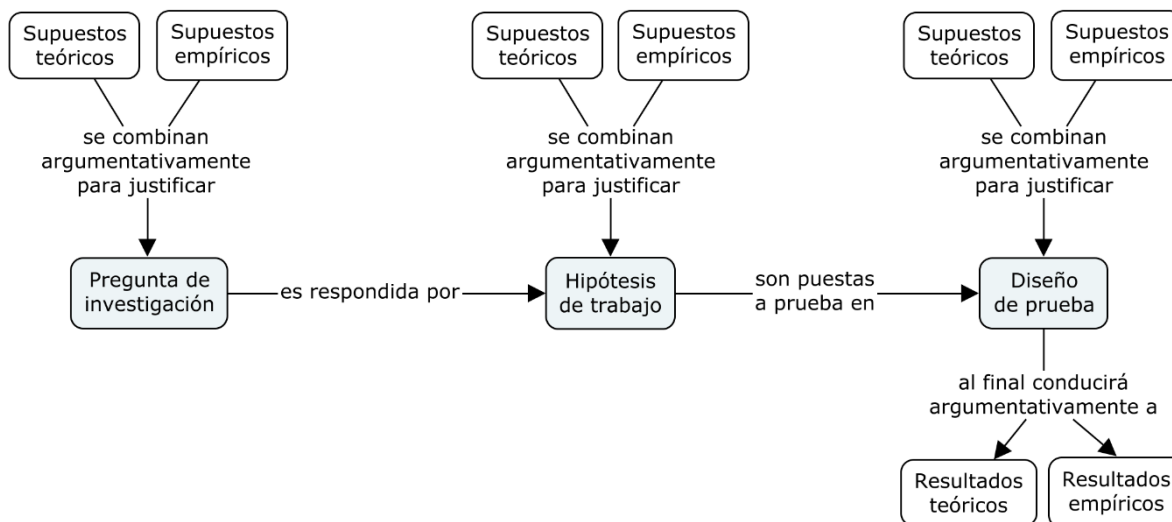 Supuestos
teóricos
Supuestos
empíricos
Supuestos
teóricos
Supuestos
empíricos
Supuestos
teóricos
Supuestos
empíricos
se combinan
argumentativamente
para justificar
se combinan
argumentativamente
para justificar
se combinan
argumentativamente
para justificar
Pregunta de
investigación
es respondida por
Hipótesis
de trabajo
son puestas
a prueba en
Diseño
de prueba
al final conducirá
argumentativamente a
Resultados
teóricos
Resultados
empíricos